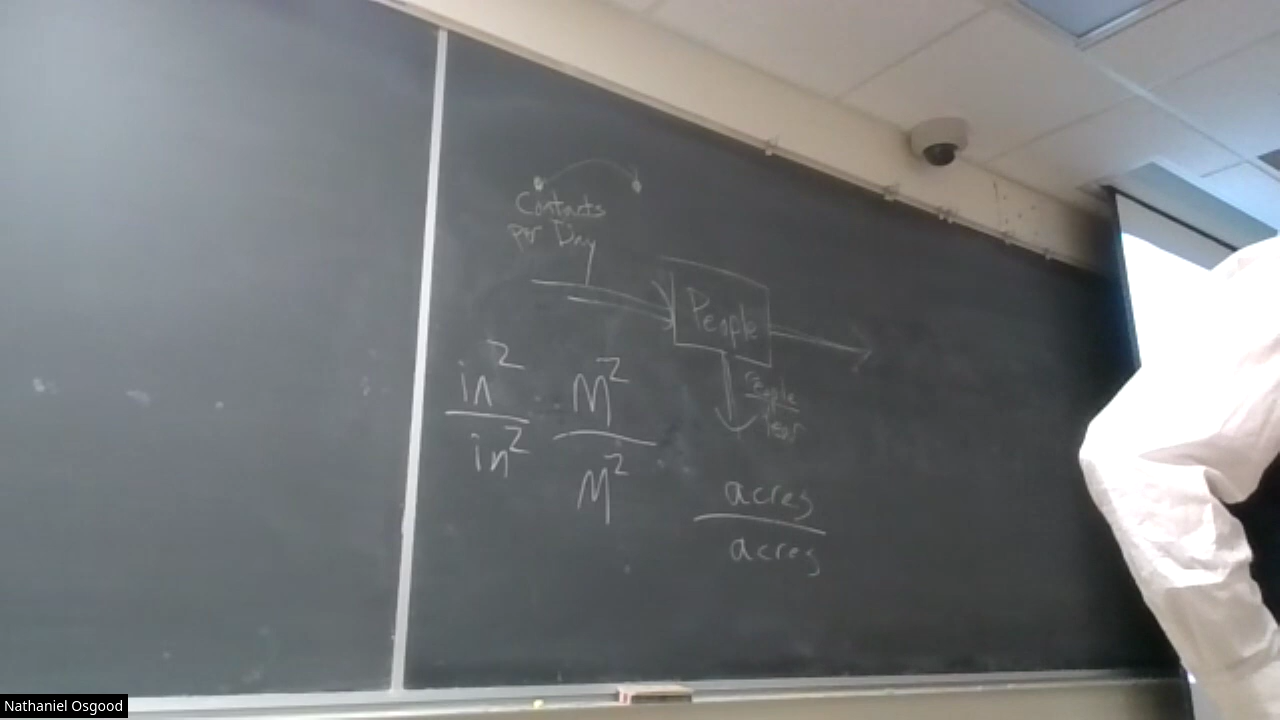 Contacts
per Day
People
in²
in²
M²
M²
People
Year
acres
acres
Nathaniel Osgood